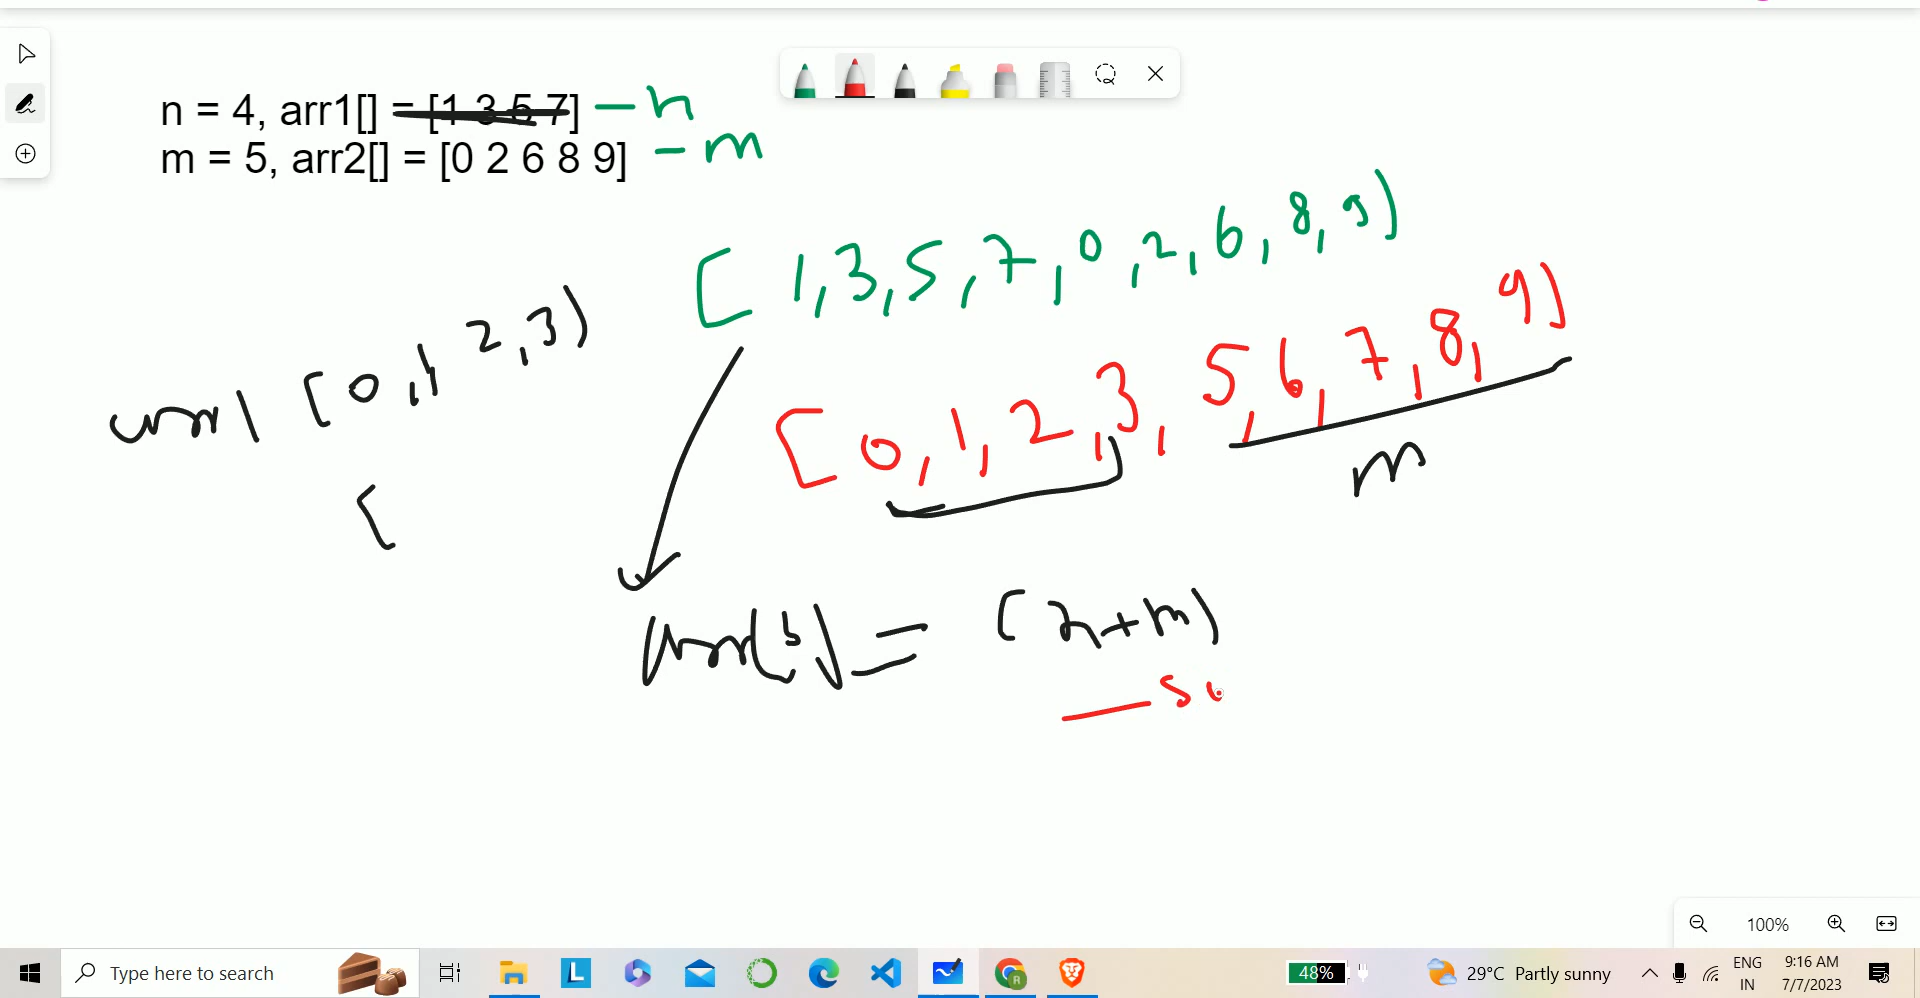 n = 4, arr1[] = [1 3 5 7] — n
m = 5, arr2[] = [0 2 6 8 9] — m
[ 1, 3, 5, 7, 0, 2, 6, 8, 9 ]
arr1 [ 0, 1, 2, 3 ]
[ 0, 1, 2, 3, 5, 6, 7, 8, 9 ]
m
[
= [ n + m ]
100%
Type here to search
48%
29°C Partly sunny
ENG
IN
9:16 AM
7/7/2023